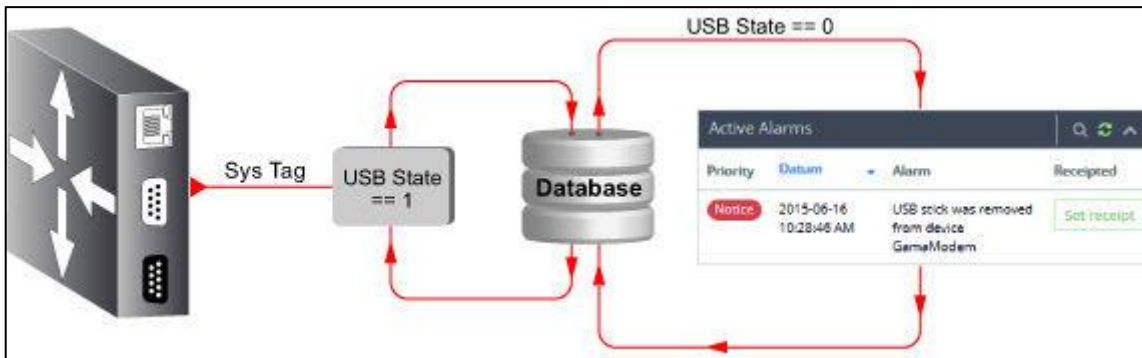 USB State == 0
Sys Tag
USB State
== 1
Database
Active Alarms
Priority Datum Alarm Receipted
Notice 2015-06-16 USB stick was removed Set receipt
10:28:46 AM from device
GamaModem